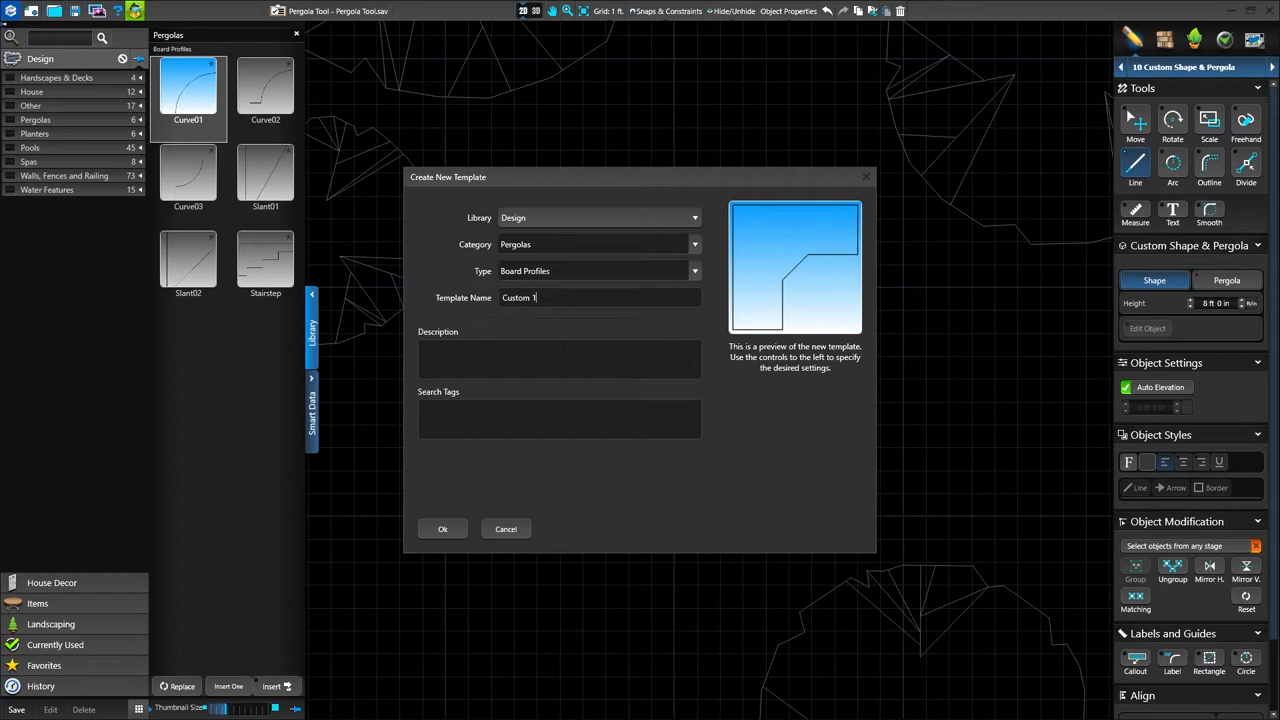 Pergola Tool - Pergola Tool.sav
2D 3D
Grid: 1 ft.
Snaps & Constraints
Hide/Unhide
Object Properties
Design
Hardscapes & Decks 4
House 12
Other 17
Pergolas 6
Planters 6
Pools 45
Spas 8
Walls, Fences and Railing 73
Water Features 15
House Decor
Items
Landscaping
Currently Used
Favorites
History
Save Edit Delete
Pergolas
Board Profiles
Curve01 Curve02
Curve03 Slant01
Slant02 Stairstep
Replace Insert One Insert
Thumbnail Size
Library
Smart Data
Create New Template
Library Design
Category Pergolas
Type Board Profiles
Template Name Custom 1
Description
Search Tags
Ok Cancel
This is a preview of the new template.
Use the controls to the left to specify
the desired settings.
10 Custom Shape & Pergola
Tools
Move Rotate Scale Freehand
Line Arc Outline Divide
Measure Text Smooth
Custom Shape & Pergola
Shape Pergola
Height 8 ft 0 in ft/in
Edit Object
Object Settings
Auto Elevation
Object Styles
F U
Line Arrow Border
Object Modification
Select objects from any stage
Group Ungroup Mirror H. Mirror V.
Matching Reset
Labels and Guides
Callout Label Rectangle Circle
Align